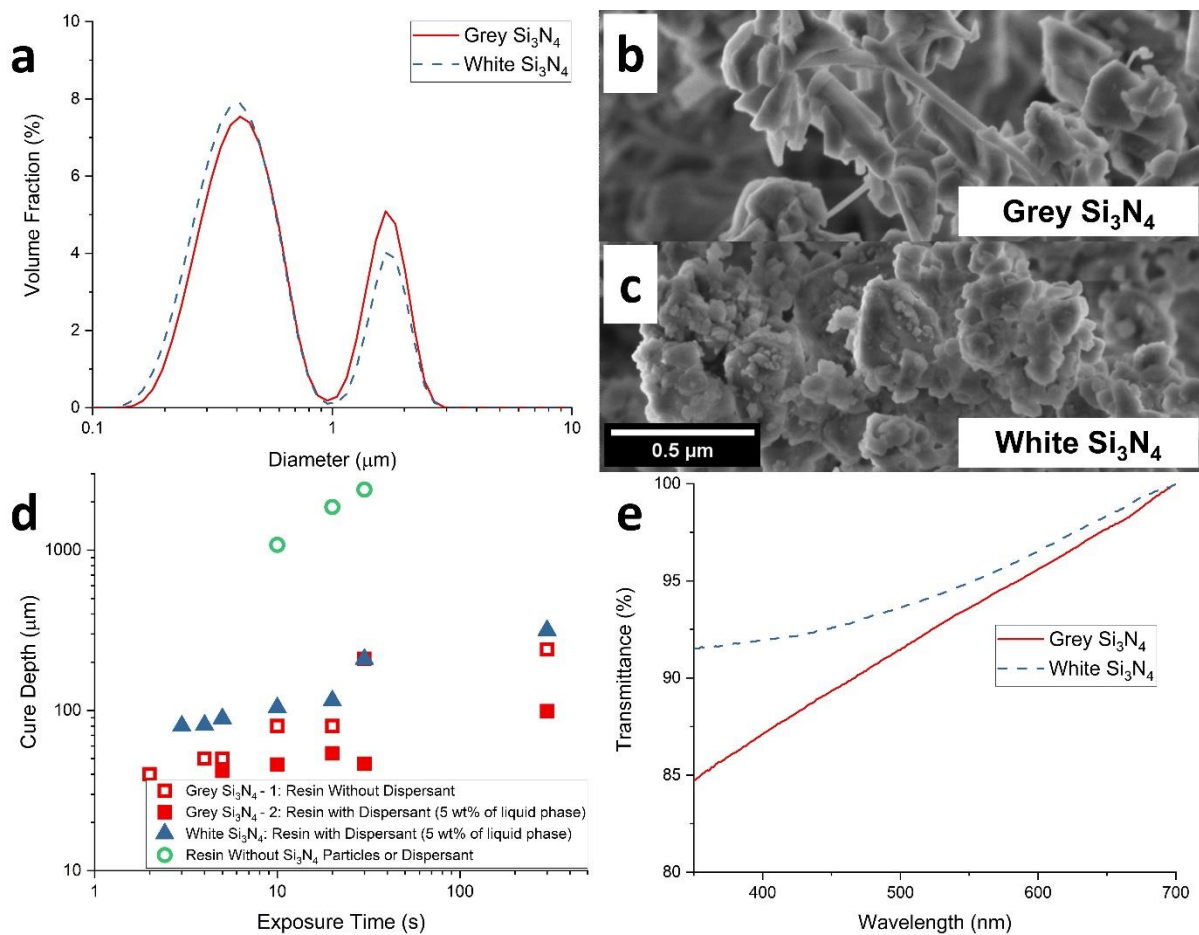 a
Grey Si₃N₄
White Si₃N₄
Volume Fraction (%)
10
8
6
4
2
0
0.1
1
10
Diameter (μm)
b
Grey Si₃N₄
c
0.5 μm
White Si₃N₄
d
Cure Depth (μm)
1000
100
10
Grey Si₃N₄ - 1: Resin Without Dispersant
Grey Si₃N₄ - 2: Resin with Dispersant (5 wt% of liquid phase)
White Si₃N₄: Resin with Dispersant (5 wt% of liquid phase)
Resin Without Si₃N₄ Particles or Dispersant
1
10
100
Exposure Time (s)
e
Transmittance (%)
100
95
90
85
80
Grey Si₃N₄
White Si₃N₄
400
500
600
700
Wavelength (nm)